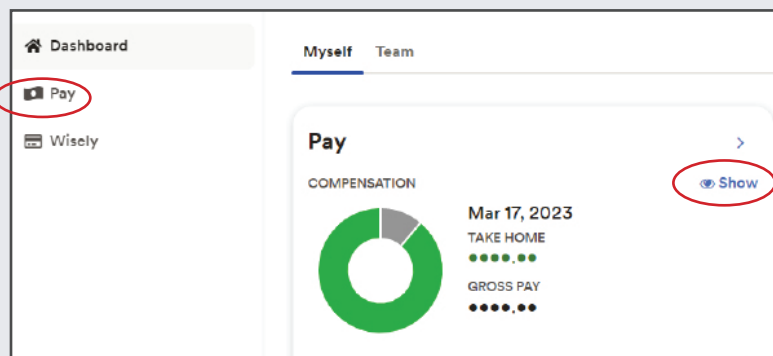 Dashboard
Pay
Wisely
Myself Team
Pay
COMPENSATION
Show
Mar 17, 2023
TAKE HOME
••••.••
GROSS PAY
••••.••